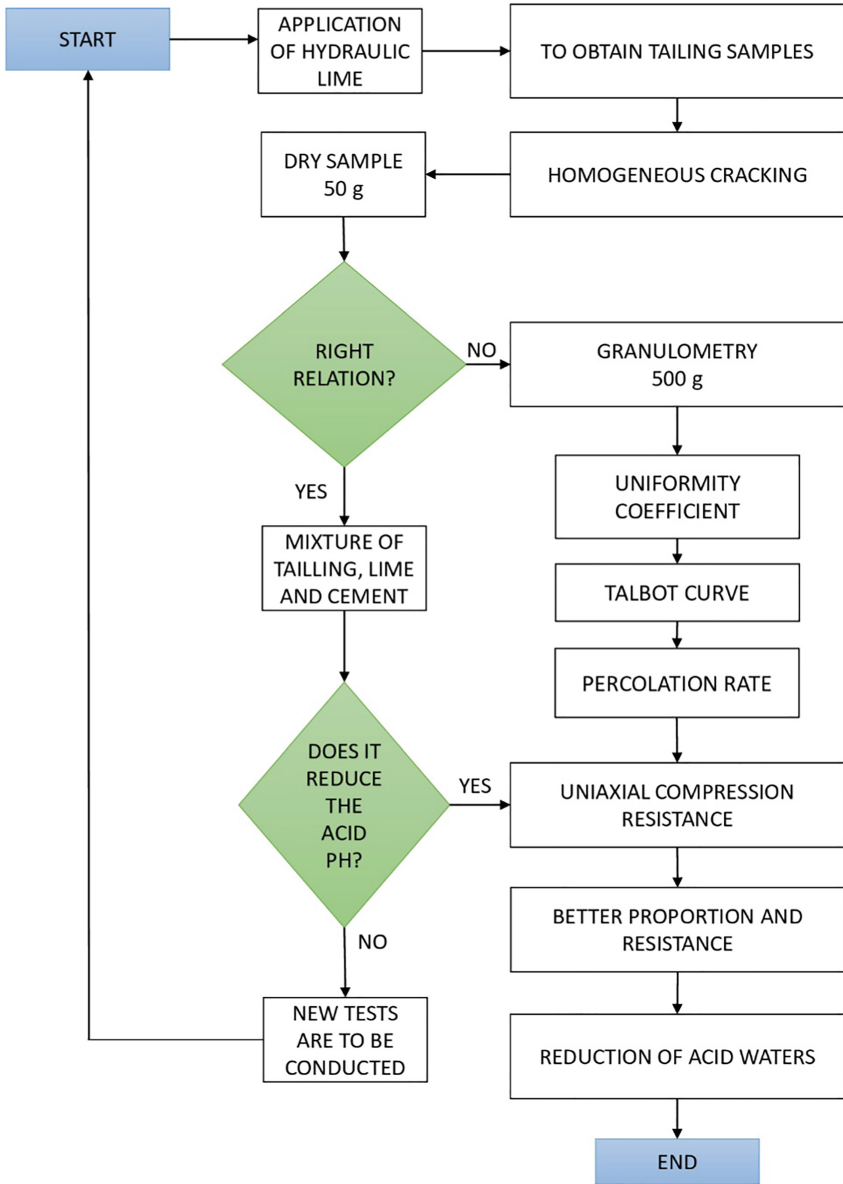 START
APPLICATION
OF HYDRAULIC
LIME
TO OBTAIN TAILING SAMPLES
HOMOGENEOUS CRACKING
DRY SAMPLE
50 g
RIGHT
RELATION?
NO
GRANULOMETRY
500 g
YES
UNIFORMITY
COEFFICIENT
MIXTURE OF
TAILLING, LIME
AND CEMENT
TALBOT CURVE
PERCOLATION RATE
DOES IT
REDUCE
THE
ACID
PH?
YES
UNIAXIAL COMPRESSION
RESISTANCE
NO
BETTER PROPORTION AND
RESISTANCE
NEW TESTS
ARE TO BE
CONDUCTED
REDUCTION OF ACID WATERS
END